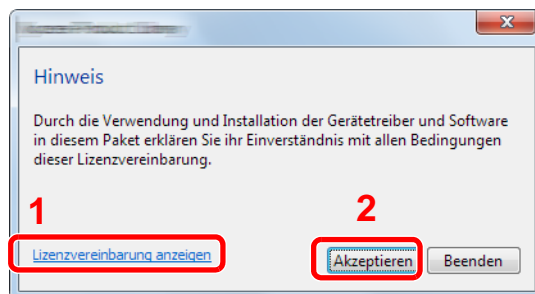 Hinweis
Durch die Verwendung und Installation der Gerätetreiber und Software
in diesem Paket erklären Sie ihr Einverständnis mit allen Bedingungen
dieser Lizenzvereinbarung.
1
2
Lizenzvereinbarung anzeigen
Akzeptieren
Beenden